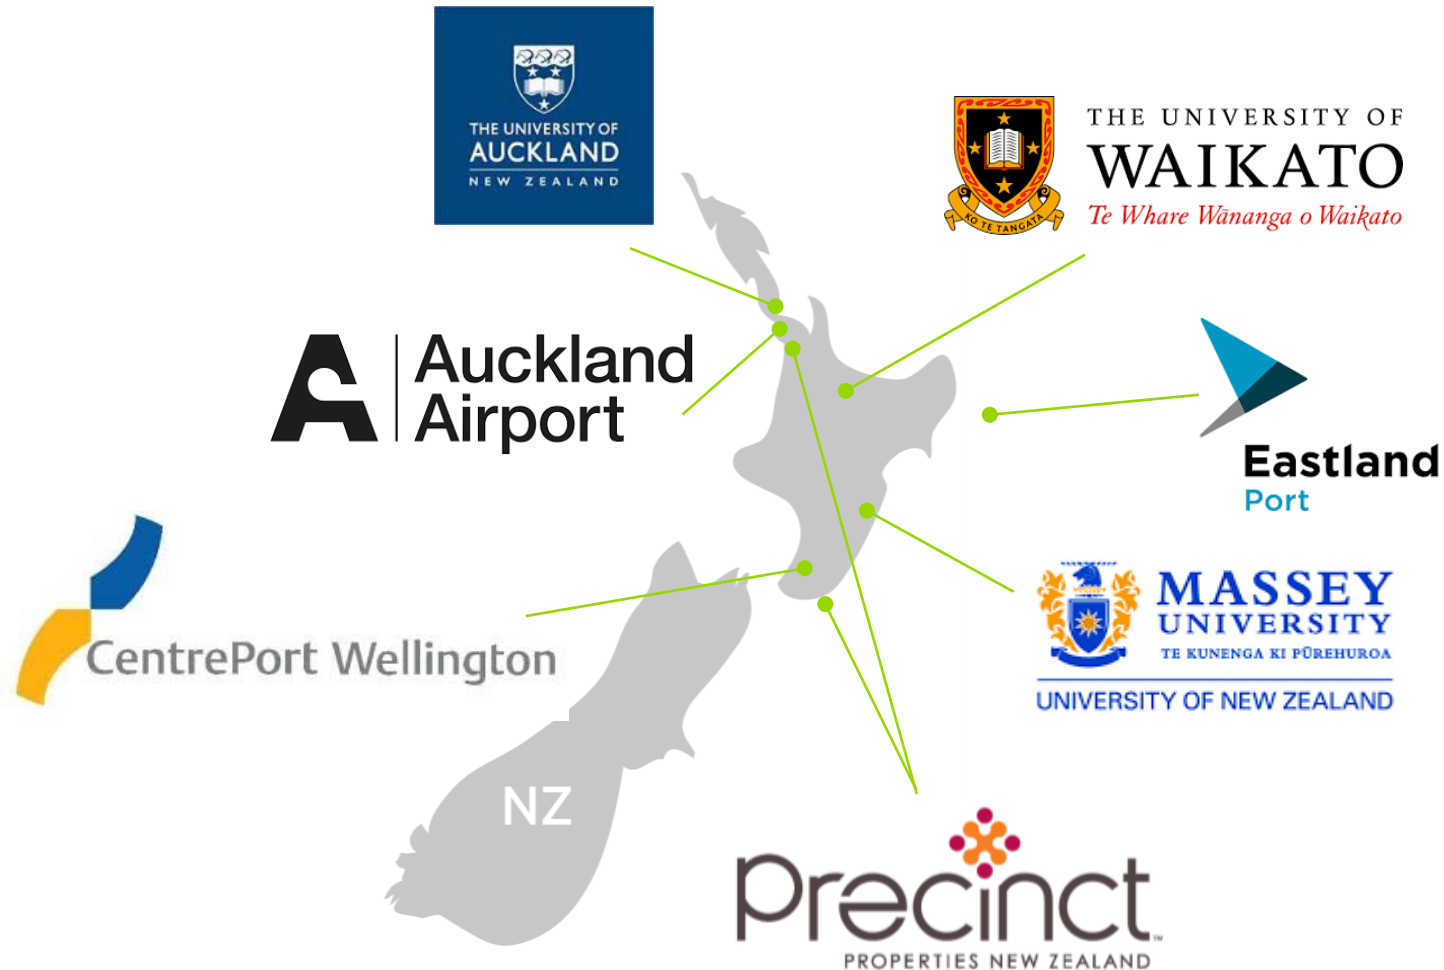 THE UNIVERSITY OF
AUCKLAND
NEW ZEALAND
KO TE TANGATA
THE UNIVERSITY OF
WAIKATO
Te Whare Wānanga o Waikato
Auckland
Airport
Eastland
Port
CentrePort Wellington
MASSEY
UNIVERSITY
TE KUNENGA KI PŪREHUROA
UNIVERSITY OF NEW ZEALAND
NZ
Precinct™
PROPERTIES NEW ZEALAND